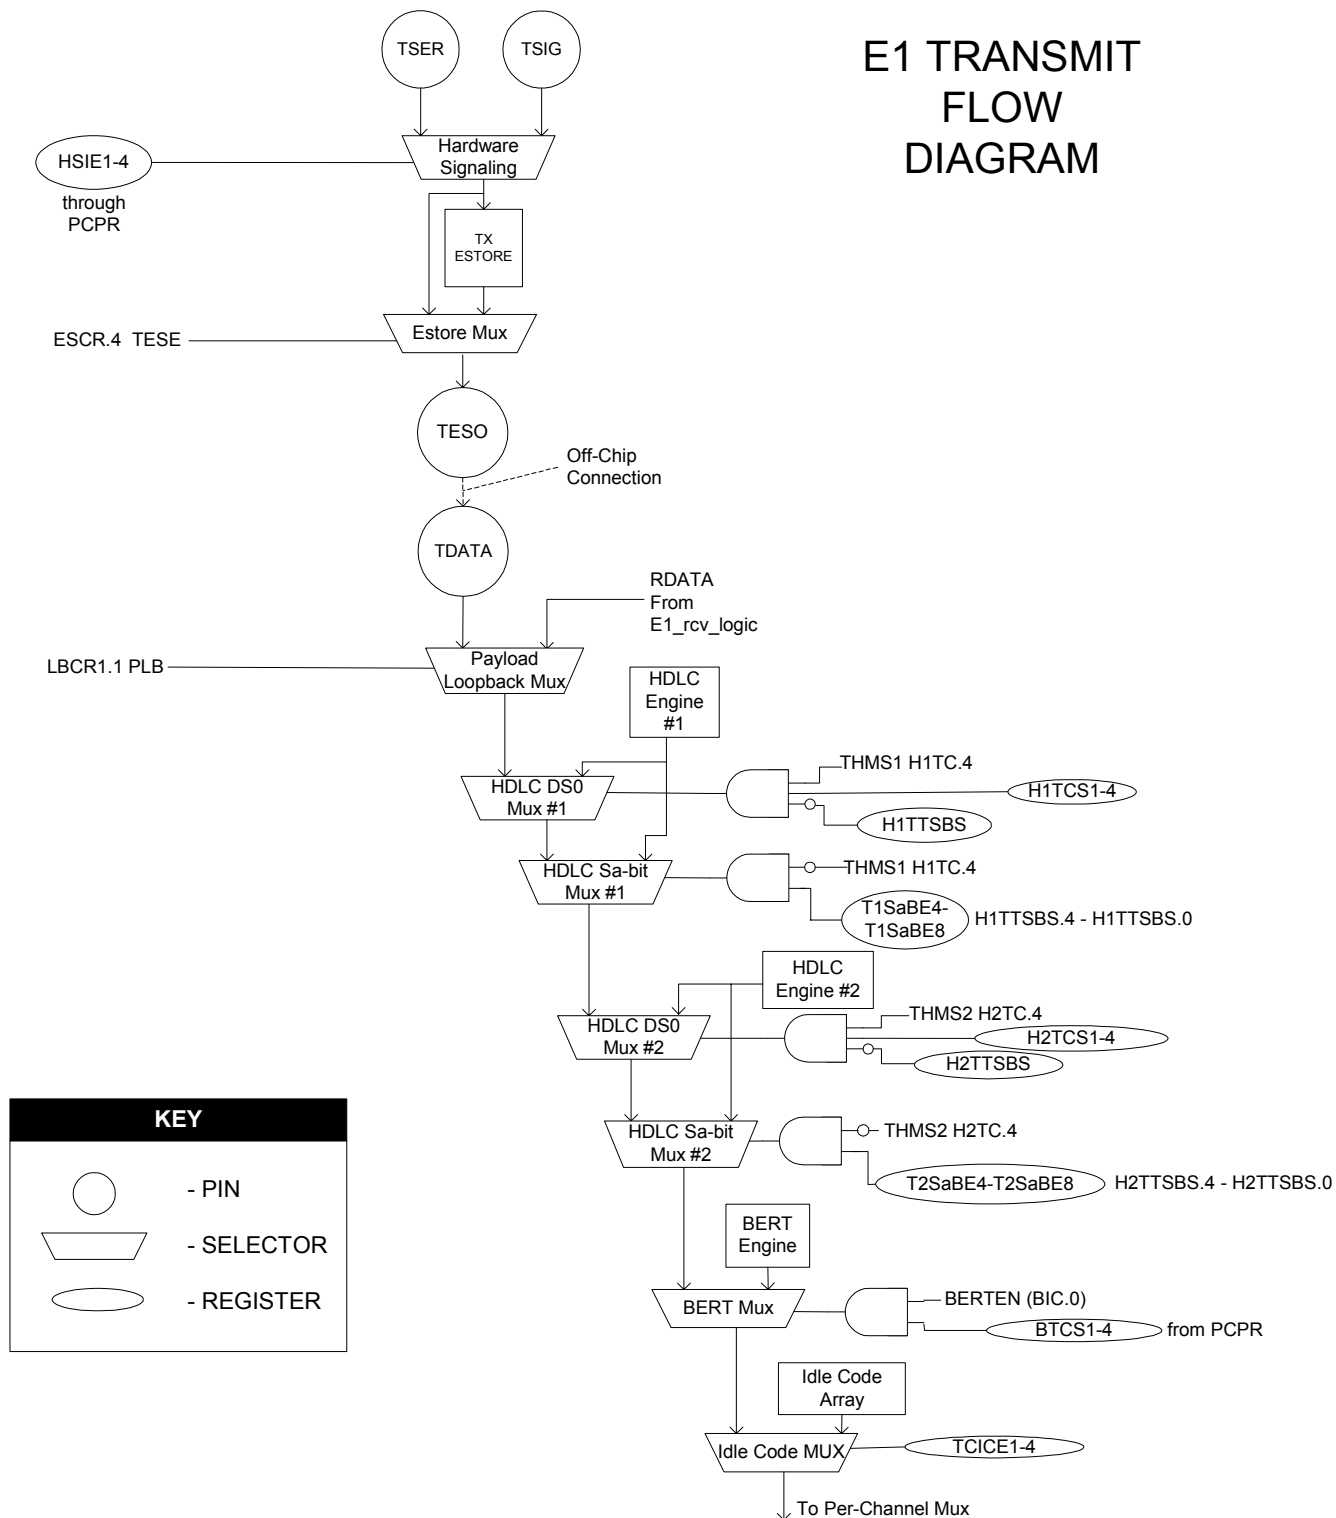 E1 TRANSMIT
FLOW
DIAGRAM
TSER
TSIG
Hardware
Signaling
HSIE1-4
through
PCPR
TX
ESTORE
Estore Mux
ESCR.4 TESE
TESO
Off-Chip
Connection
TDATA
RDATA
From
E1_rcv_logic
LBCR1.1 PLB
Payload
Loopback Mux
HDLC
Engine
#1
HDLC DS0
Mux #1
THMS1 H1TC.4
H1TCS1-4
H1TTSBS
HDLC Sa-bit
Mux #1
THMS1 H1TC.4
T1SaBE4-
T1SaBE8
H1TTSBS.4 - H1TTSBS.0
HDLC
Engine #2
HDLC DS0
Mux #2
THMS2 H2TC.4
H2TCS1-4
H2TTSBS
HDLC Sa-bit
Mux #2
THMS2 H2TC.4
T2SaBE4-T2SaBE8
H2TTSBS.4 - H2TTSBS.0
BERT
Engine
BERT Mux
BERTEN (BIC.0)
BTCS1-4
from PCPR
Idle Code
Array
Idle Code MUX
TCICE1-4
To Per-Channel Mux
KEY
- PIN
- SELECTOR
- REGISTER